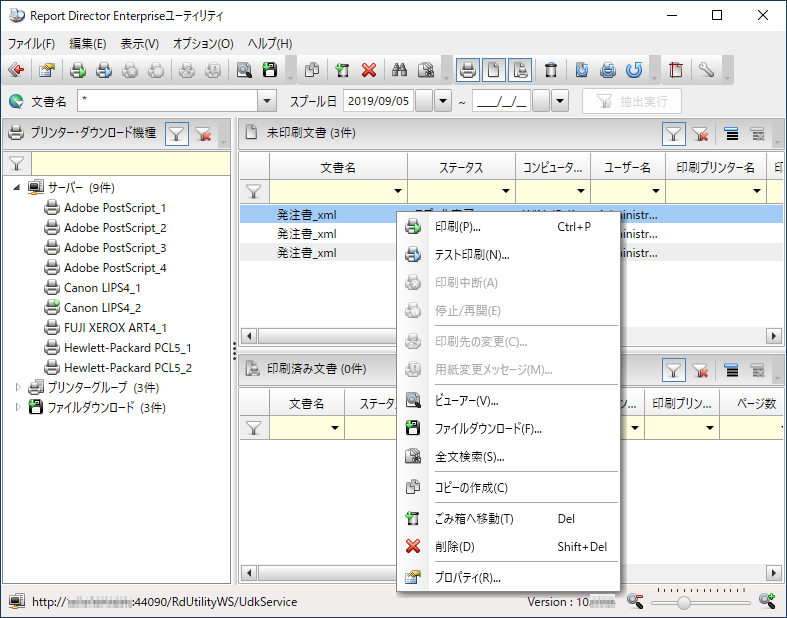 Report Director Enterpriseユーティリティ
ファイル(F) 編集(E) 表示(V) オプション(O) ヘルプ(H)
文書名 * スプール日 2019/09/05 ~ ___/__/__ 抽出実行
プリンター・ダウンロード機種
サーバー (9件)
Adobe PostScript_1
Adobe PostScript_2
Adobe PostScript_3
Adobe PostScript_4
Canon LIPS4_1
Canon LIPS4_2
FUJI XEROX ART4_1
Hewlett-Packard PCL5_1
Hewlett-Packard PCL5_2
プリンターグループ (3件)
ファイルダウンロード (3件)
未印刷文書 (3件)
文書名 ステータス コンピュータ... ユーザー名 印刷プリンター名
発注書_xml
発注書_xml
発注書_xml
印刷済み文書 (0件)
文書名 ステータ 印刷プリン... ページ数
印刷(P)... Ctrl+P
テスト印刷(N)...
印刷中断(A)
停止/再開(E)
印刷先の変更(C)...
用紙変更メッセージ(M)...
ビューアー(V)...
ファイルダウンロード(F)...
全文検索(S)...
コピーの作成(C)
ごみ箱へ移動(T) Del
削除(D) Shift+Del
プロパティ(R)...
http:// :44090/RdUtilityWS/UdkService Version : 10